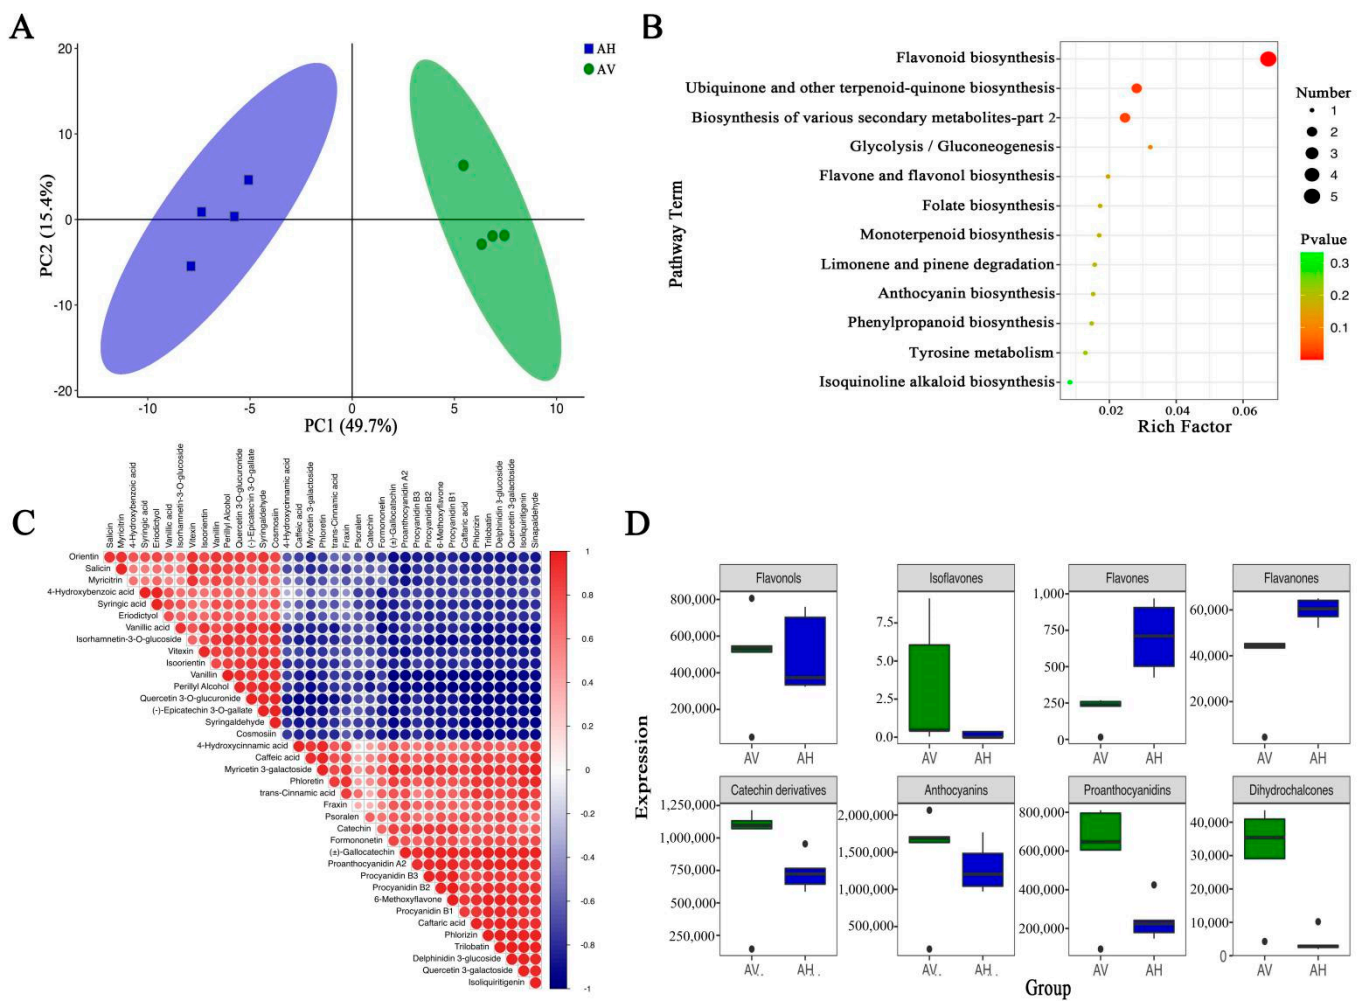 A
AH
AV
20
10
0
-10
-20
-10
-5
0
5
10
PC2 (15.4%)
PC1 (49.7%)
B
Pathway Term
Flavonoid biosynthesis
Ubiquinone and other terpenoid-quinone biosynthesis
Biosynthesis of various secondary metabolites-part 2
Glycolysis / Gluconeogenesis
Flavone and flavonol biosynthesis
Folate biosynthesis
Monoterpenoid biosynthesis
Limonene and pinene degradation
Anthocyanin biosynthesis
Phenylpropanoid biosynthesis
Tyrosine metabolism
Isoquinoline alkaloid biosynthesis
0.02
0.04
0.06
Rich Factor
Number
1
2
3
4
5
Pvalue
0.3
0.2
0.1
C
Salicin
Myricitrin
4-Hydroxybenzoic acid
Syringic acid
Eriodictyol
Vanillic acid
Isorhamnetin-3-O-glucoside
Vitexin
Isoorientin
Vanillin
Perillyl Alcohol
Quercetin 3-O-glucuronide
(-)-Epicatechin 3-O-gallate
Syringaldehyde
Cosmosiin
4-Hydroxycinnamic acid
Caffeic acid
Myricetin 3-galactoside
Phloretin
trans-Cinnamic acid
Fraxin
Psoralen
Catechin
Formononetin
(±)-Gallocatechin
Proanthocyanidin A2
Procyanidin B3
Procyanidin B2
6-Methoxyflavone
Procyanidin B1
Caftaric acid
Phlorizin
Trilobatin
Delphinidin 3-glucoside
Quercetin 3-galactoside
Isoliquiritigenin
Sinapaldehyde
Orientin
Salicin
Myricitrin
4-Hydroxybenzoic acid
Syringic acid
Eriodictyol
Vanillic acid
Isorhamnetin-3-O-glucoside
Vitexin
Isoorientin
Vanillin
Perillyl Alcohol
Quercetin 3-O-glucuronide
(-)-Epicatechin 3-O-gallate
Syringaldehyde
Cosmosiin
4-Hydroxycinnamic acid
Caffeic acid
Myricetin 3-galactoside
Phloretin
trans-Cinnamic acid
Fraxin
Psoralen
Catechin
Formononetin
(±)-Gallocatechin
Proanthocyanidin A2
Procyanidin B3
Procyanidin B2
6-Methoxyflavone
Procyanidin B1
Caftaric acid
Phlorizin
Trilobatin
Delphinidin 3-glucoside
Quercetin 3-galactoside
Isoliquiritigenin
1
0.8
0.6
0.4
0.2
0
-0.2
-0.4
-0.6
-0.8
-1
D
Expression
Flavonols
800,000
600,000
400,000
200,000
AV
AH
Isoflavones
7.5
5.0
2.5
0.0
AV
AH
Flavones
1,000
750
500
250
0
AV
AH
Flavanones
60,000
40,000
20,000
AV
AH
Catechin derivatives
1,250,000
1,000,000
750,000
500,000
250,000
AV..
AH..
Anthocyanins
2,000,000
1,500,000
1,000,000
500,000
AV
AH
Proanthocyanidins
800,000
600,000
400,000
200,000
AV
AH
Dihydrochalcones
40,000
30,000
20,000
10,000
0
AV
AH
Group